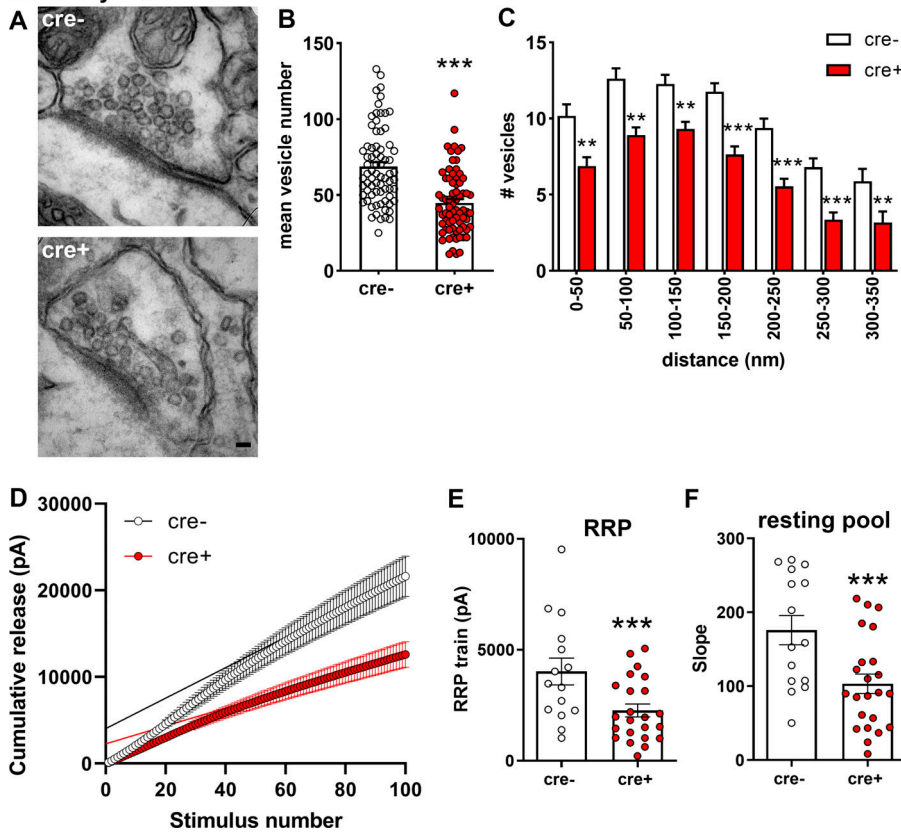 A
cre-
cre+
B
mean vesicle number
150
100
50
0
***
cre-
cre+
C
# vesicles
15
10
5
0
cre-
cre+
**
**
**
***
***
***
**
0-50
50-100
100-150
150-200
200-250
250-300
300-350
distance (nm)
D
Cumulative release (pA)
30000
20000
10000
0
cre-
cre+
0
20
40
60
80
100
Stimulus number
E
RRP
RRP train (pA)
10000
5000
0
***
cre-
cre+
F
resting pool
Slope
300
200
100
0
***
cre-
cre+